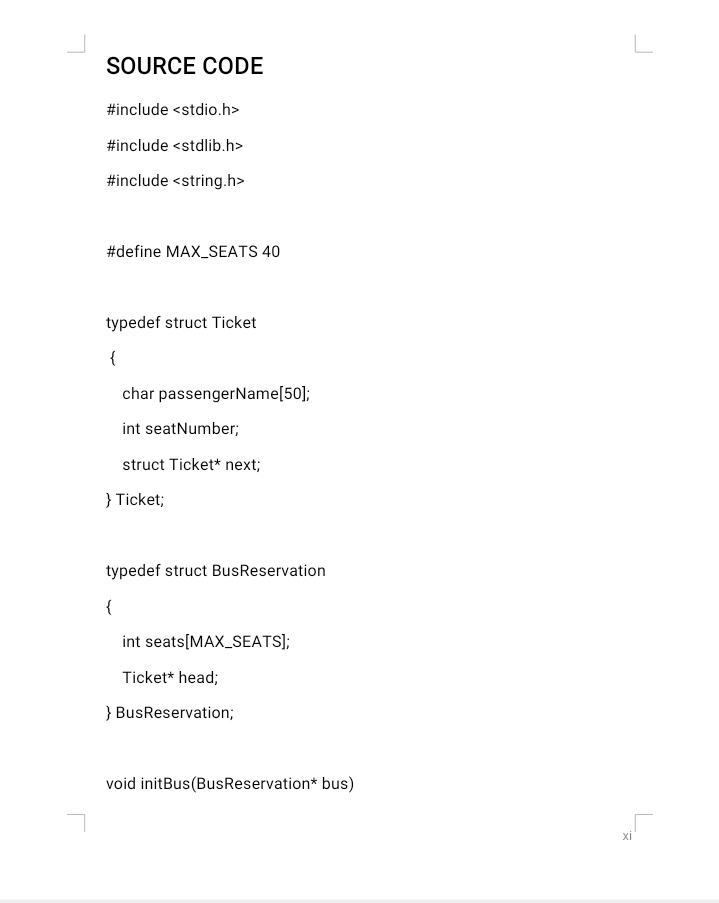 SOURCE CODE
#include <stdio.h>
#include <stdlib.h>
#include <string.h>
#define MAX_SEATS 40
typedef struct Ticket
{
char passengerName[50];
int seatNumber;
struct Ticket* next;
} Ticket;
typedef struct BusReservation
{
int seats[MAX_SEATS];
Ticket* head;
} BusReservation;
void initBus(BusReservation* bus)
xi